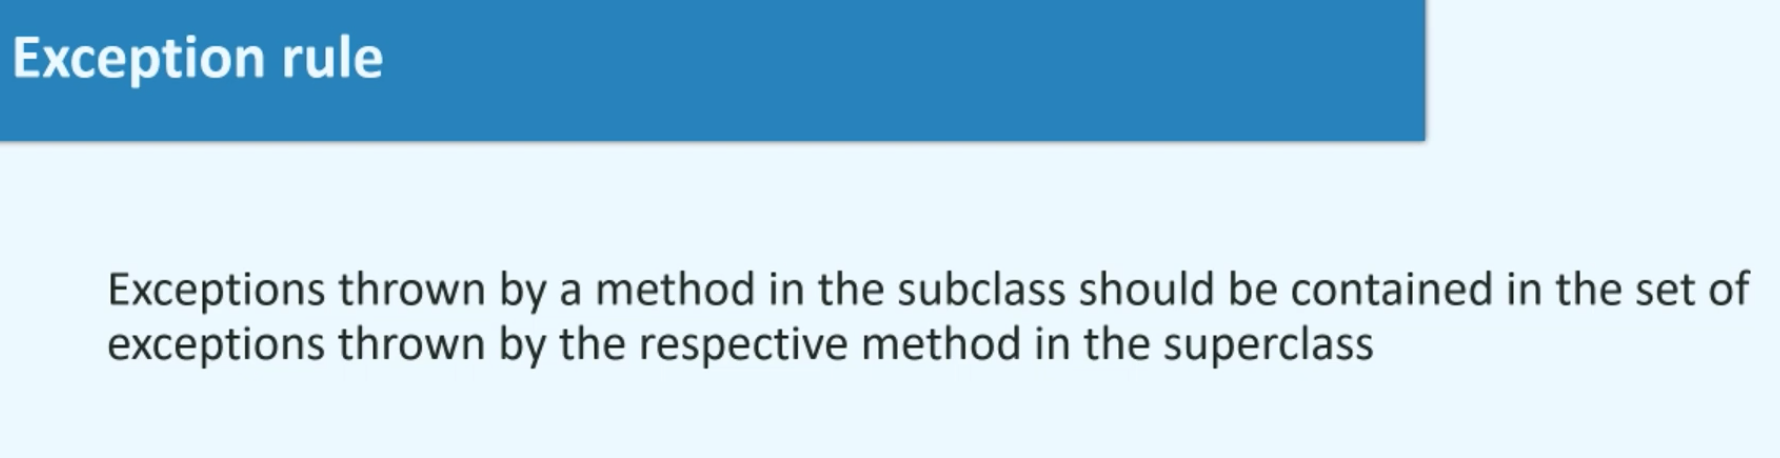 Exception rule
Exceptions thrown by a method in the subclass should be contained in the set of
exceptions thrown by the respective method in the superclass